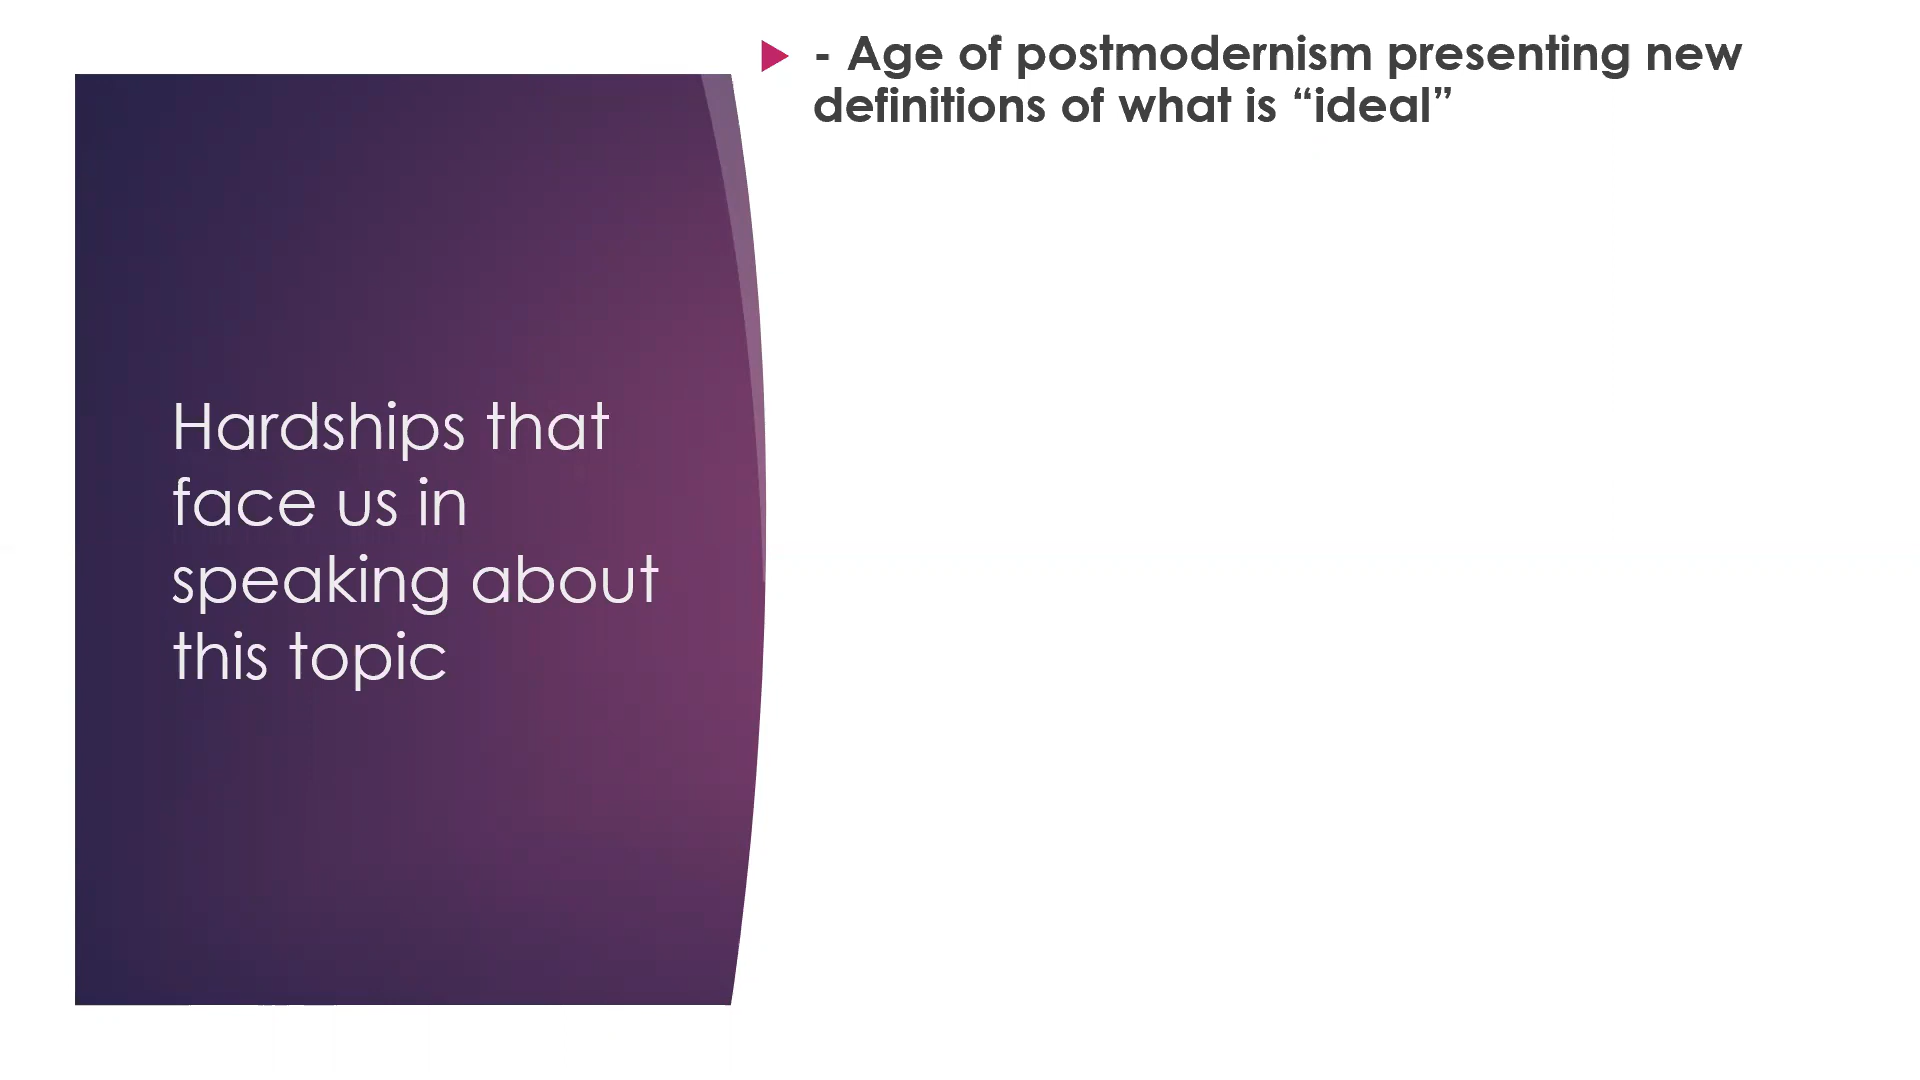 Hardships that
face us in
speaking about
this topic
- Age of postmodernism presenting new
definitions of what is “ideal”